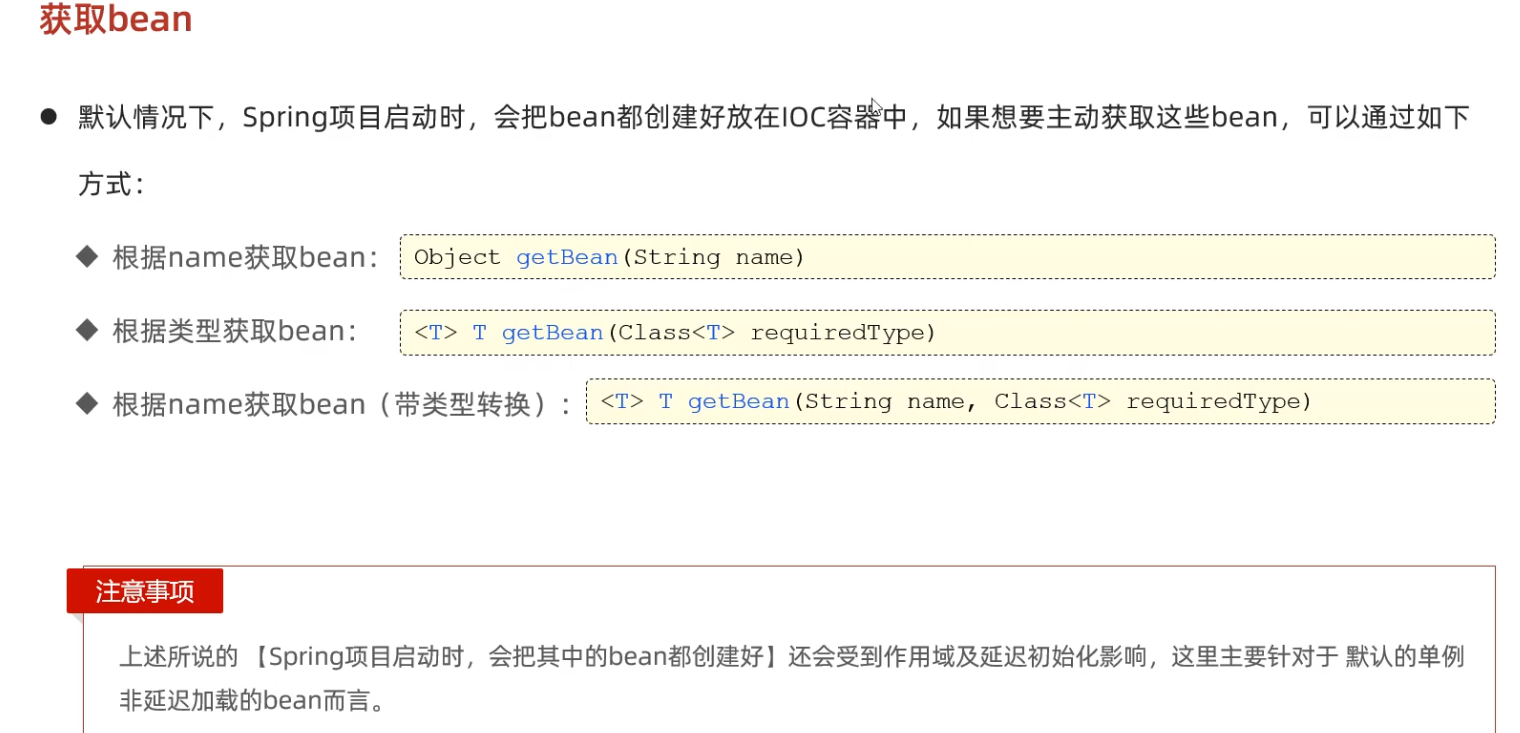 获取bean
● 默认情况下，Spring项目启动时，会把bean都创建好放在IOC容器中，如果想要主动获取这些bean，可以通过如下
方式：
◆ 根据name获取bean： Object getBean(String name)
◆ 根据类型获取bean： <T> T getBean(Class<T> requiredType)
◆ 根据name获取bean（带类型转换）： <T> T getBean(String name, Class<T> requiredType)
注意事项
上述所说的 【Spring项目启动时，会把其中的bean都创建好】还会受到作用域及延迟初始化影响，这里主要针对于 默认的单例
非延迟加载的bean而言。